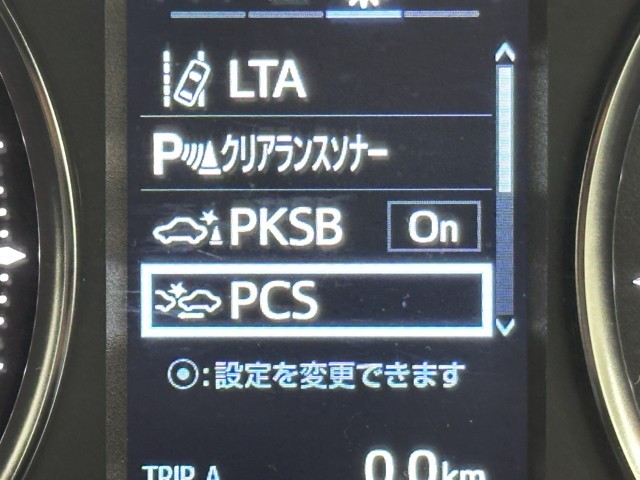 LTA
Pクリアランスソナー
PKSB On
PCS
:設定を変更できます
TRIP A 0.0km